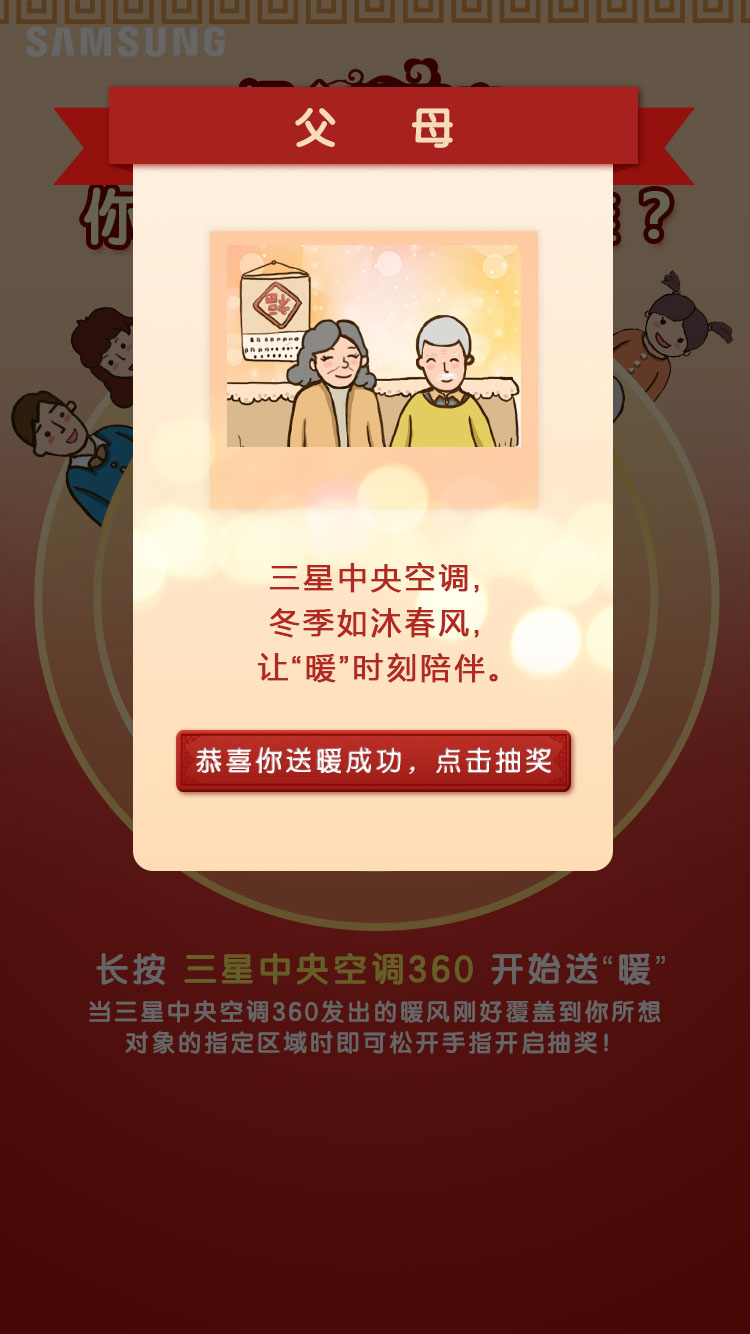 SAMSUNG
父 母
你 ？
福
三星中央空调，
冬季如沐春风，
让“暖”时刻陪伴。
恭喜你送暖成功，点击抽奖
长按 三星中央空调360 开始送“暖”
当三星中央空调360发出的暖风刚好覆盖到你所想
对象的指定区域时即可松开手指开启抽奖！